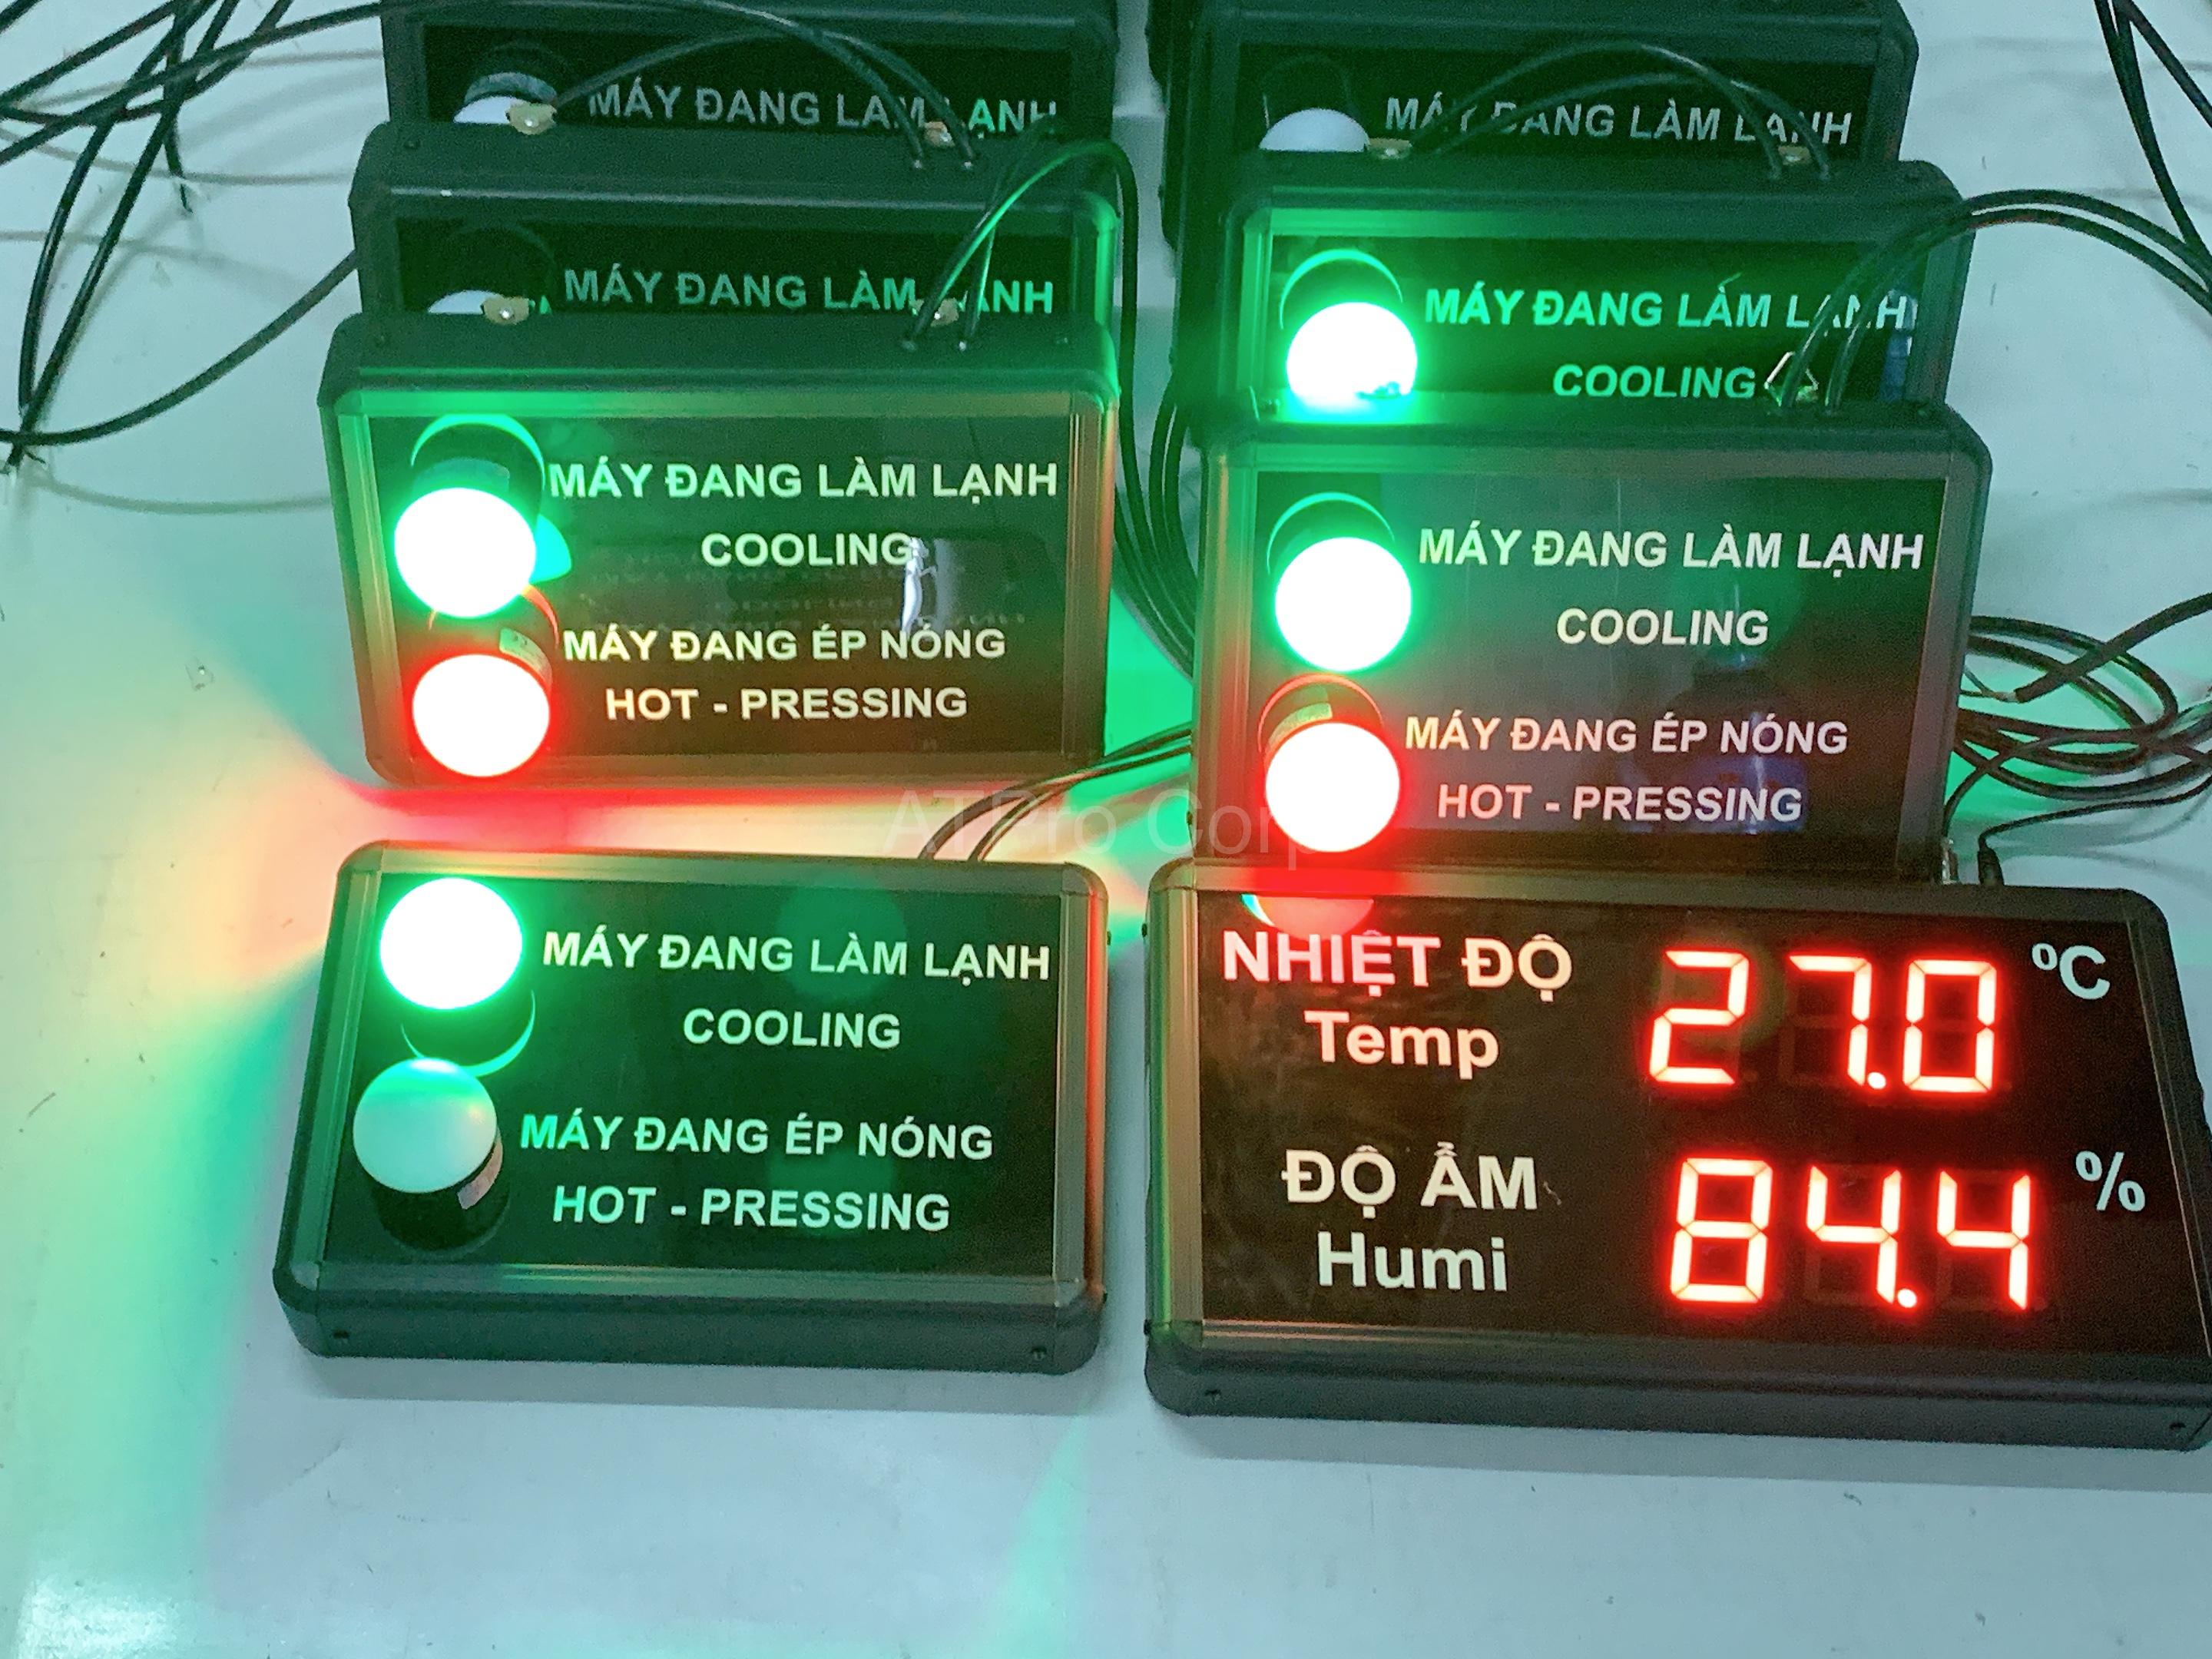 MÁY ĐANG LÀM LẠNH
MÁY ĐANG LÀM LẠNH
MÁY ĐANG LÀM LẠNH
MÁY ĐANG LÀM LẠNH
COOLING
MÁY ĐANG LÀM LẠNH
COOLING
MÁY ĐANG ÉP NÓNG
HOT - PRESSING
MÁY ĐANG LÀM LẠNH
COOLING
MÁY ĐANG ÉP NÓNG
HOT - PRESSING
ATPro Corp
MÁY ĐANG LÀM LẠNH
COOLING
MÁY ĐANG ÉP NÓNG
HOT - PRESSING
NHIỆT ĐỘ
Temp
27.0 ⁰C
ĐỘ ẨM
Humi
84.4 %